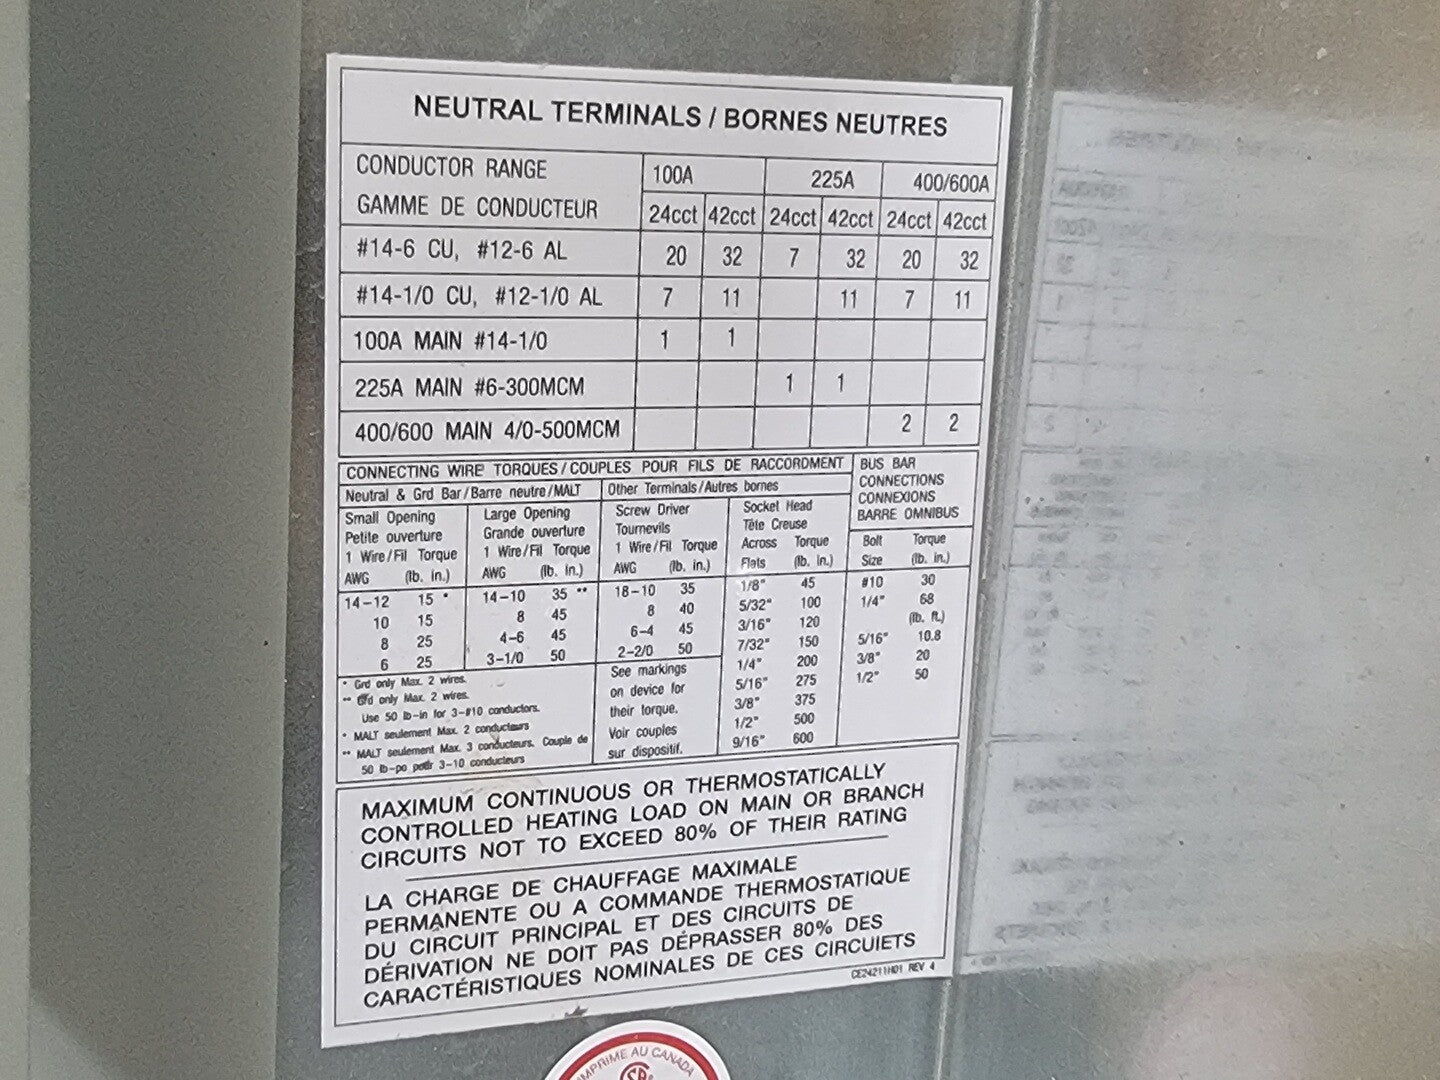 NEUTRAL TERMINALS / BORNES NEUTRES
CONDUCTOR RANGE
GAMME DE CONDUCTEUR
100A 225A 400/600A
24cct 42cct 24cct 42cct 24cct 42cct
#14-6 CU, #12-6 AL 20 32 7 32 20 32
#14-1/0 CU, #12-1/0 AL 7 11 11 7 11
100A MAIN #14-1/0 1 1
225A MAIN #6-300MCM 1 1
400/600 MAIN 4/0-500MCM 2 2
CONNECTING WIRE TORQUES / COUPLES POUR FILS DE RACCORDMENT
Neutral & Grd Bar / Barre neutre / MALT
Small Opening
Petite ouverture
1 Wire/Fil Torque
AWG (lb. in.)
14-12 15 *
10 15
8 25
6 25
Large Opening
Grande ouverture
1 Wire/Fil Torque
AWG (lb. in.)
14-10 35 **
8 45
4-6 45
3-1/0 50
* Grd only Max. 2 wires.
** Grd only Max. 2 wires.
Use 50 lb-in for 3-#10 conductors.
* MALT seulement Max. 2 conducteurs
** MALT seulement Max. 3 conducteurs. Couple de
50 lb-po pour 3-10 conducteurs
Other Terminals/Autres bornes
Screw Driver
Tournevils
1 Wire/Fil Torque
AWG (lb. in.)
18-10 35
8 40
6-4 45
2-2/0 50
See markings
on device for
their torque.
Voir couples
sur dispositif.
Socket Head
Tête Creuse
Across Torque
Flats (lb. in.)
1/8" 45
5/32" 100
3/16" 120
7/32" 150
1/4" 200
5/16" 275
3/8" 375
1/2" 500
9/16" 600
BUS BAR
CONNECTIONS
CONNEXIONS
BARRE OMNIBUS
Bolt Torque
Size (lb. in.)
#10 30
1/4" 68
(lb. ft.)
5/16" 10.8
3/8" 20
1/2" 50
MAXIMUM CONTINUOUS OR THERMOSTATICALLY
CONTROLLED HEATING LOAD ON MAIN OR BRANCH
CIRCUITS NOT TO EXCEED 80% OF THEIR RATING
LA CHARGE DE CHAUFFAGE MAXIMALE
PERMANENTE OU A COMMANDE THERMOSTATIQUE
DU CIRCUIT PRINCIPAL ET DES CIRCUITS DE
DÉRIVATION NE DOIT PAS DÉPRASSER 80% DES
CARACTÉRISTIQUES NOMINALES DE CES CIRCUIETS
CE24211H01 REV 4
IMPRIME AU CANADA